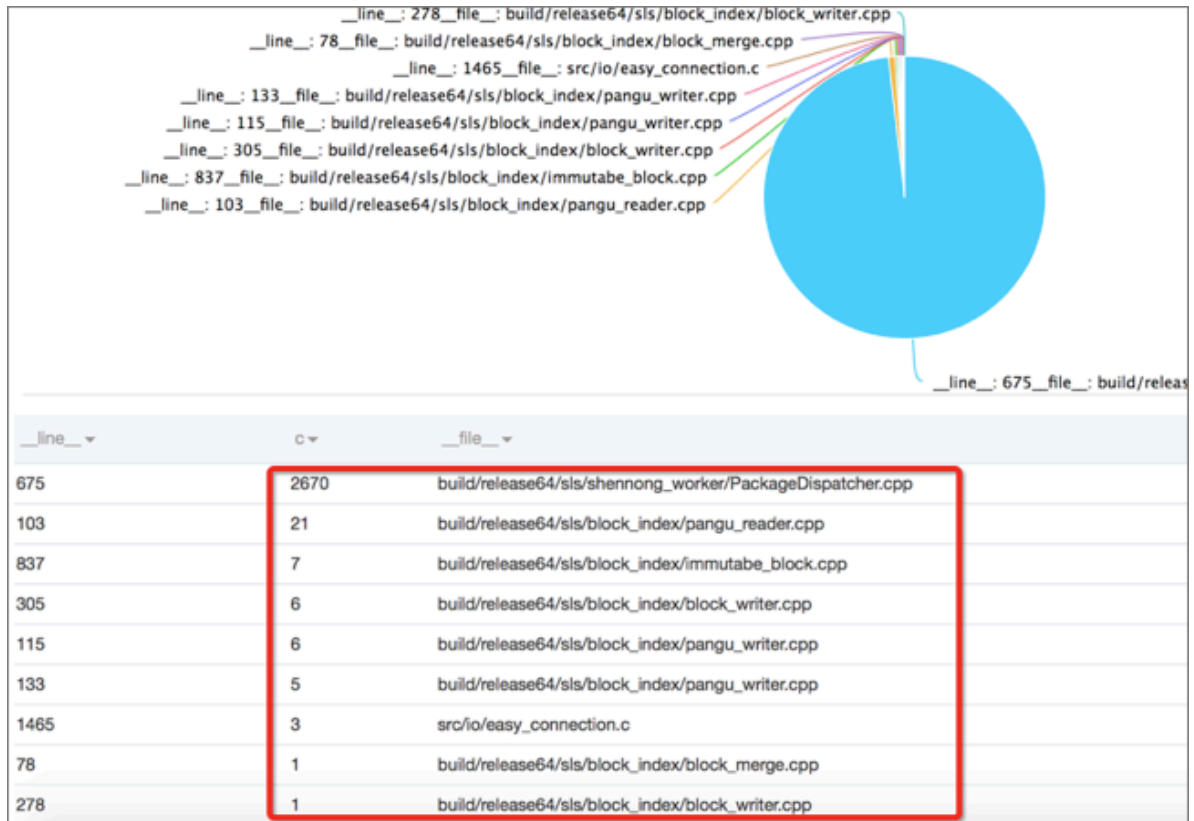 __line__: 278__file__: build/release64/sls/block_index/block_writer.cpp
__line__: 78__file__: build/release64/sls/block_index/block_merge.cpp
__line__: 1465__file__: src/io/easy_connection.c
__line__: 133__file__: build/release64/sls/block_index/pangu_writer.cpp
__line__: 115__file__: build/release64/sls/block_index/pangu_writer.cpp
__line__: 305__file__: build/release64/sls/block_index/block_writer.cpp
__line__: 837__file__: build/release64/sls/block_index/immutabe_block.cpp
__line__: 103__file__: build/release64/sls/block_index/pangu_reader.cpp
__line__: 675__file__: build/releas
__line__ c __file__
675 2670 build/release64/sls/shennong_worker/PackageDispatcher.cpp
103 21 build/release64/sls/block_index/pangu_reader.cpp
837 7 build/release64/sls/block_index/immutabe_block.cpp
305 6 build/release64/sls/block_index/block_writer.cpp
115 6 build/release64/sls/block_index/pangu_writer.cpp
133 5 build/release64/sls/block_index/pangu_writer.cpp
1465 3 src/io/easy_connection.c
78 1 build/release64/sls/block_index/block_merge.cpp
278 1 build/release64/sls/block_index/block_writer.cpp